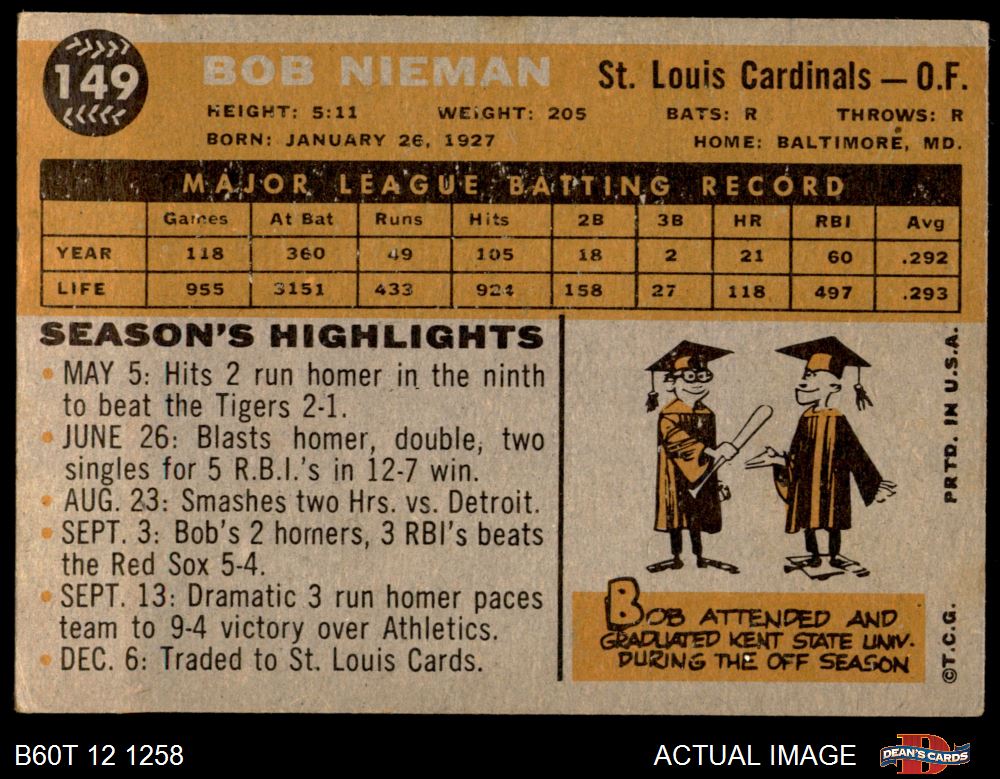 149
BOB NIEMAN
St. Louis Cardinals — O.F.
HEIGHT: 5:11 WEIGHT: 205 BATS: R THROWS: R
BORN: JANUARY 26, 1927 HOME: BALTIMORE, MD.
MAJOR LEAGUE BATTING RECORD
Games At Bat Runs Hits 2B 3B HR RBI Avg
YEAR 118 360 49 105 18 2 21 60 .292
LIFE 955 3151 433 924 158 27 118 497 .293
SEASON'S HIGHLIGHTS
• MAY 5: Hits 2 run homer in the ninth
to beat the Tigers 2-1.
• JUNE 26: Blasts homer, double, two
singles for 5 R.B.I.'s in 12-7 win.
• AUG. 23: Smashes two Hrs. vs. Detroit.
• SEPT. 3: Bob's 2 homers, 3 RBI's beats
the Red Sox 5-4.
• SEPT. 13: Dramatic 3 run homer paces
team to 9-4 victory over Athletics.
• DEC. 6: Traded to St. Louis Cards.
BOB ATTENDED AND
GRADUATED KENT STATE UNIV.
DURING THE OFF SEASON
©T.C.G. PRTD. IN U.S.A.
B60T 12 1258
ACTUAL IMAGE
DEAN'S CARDS